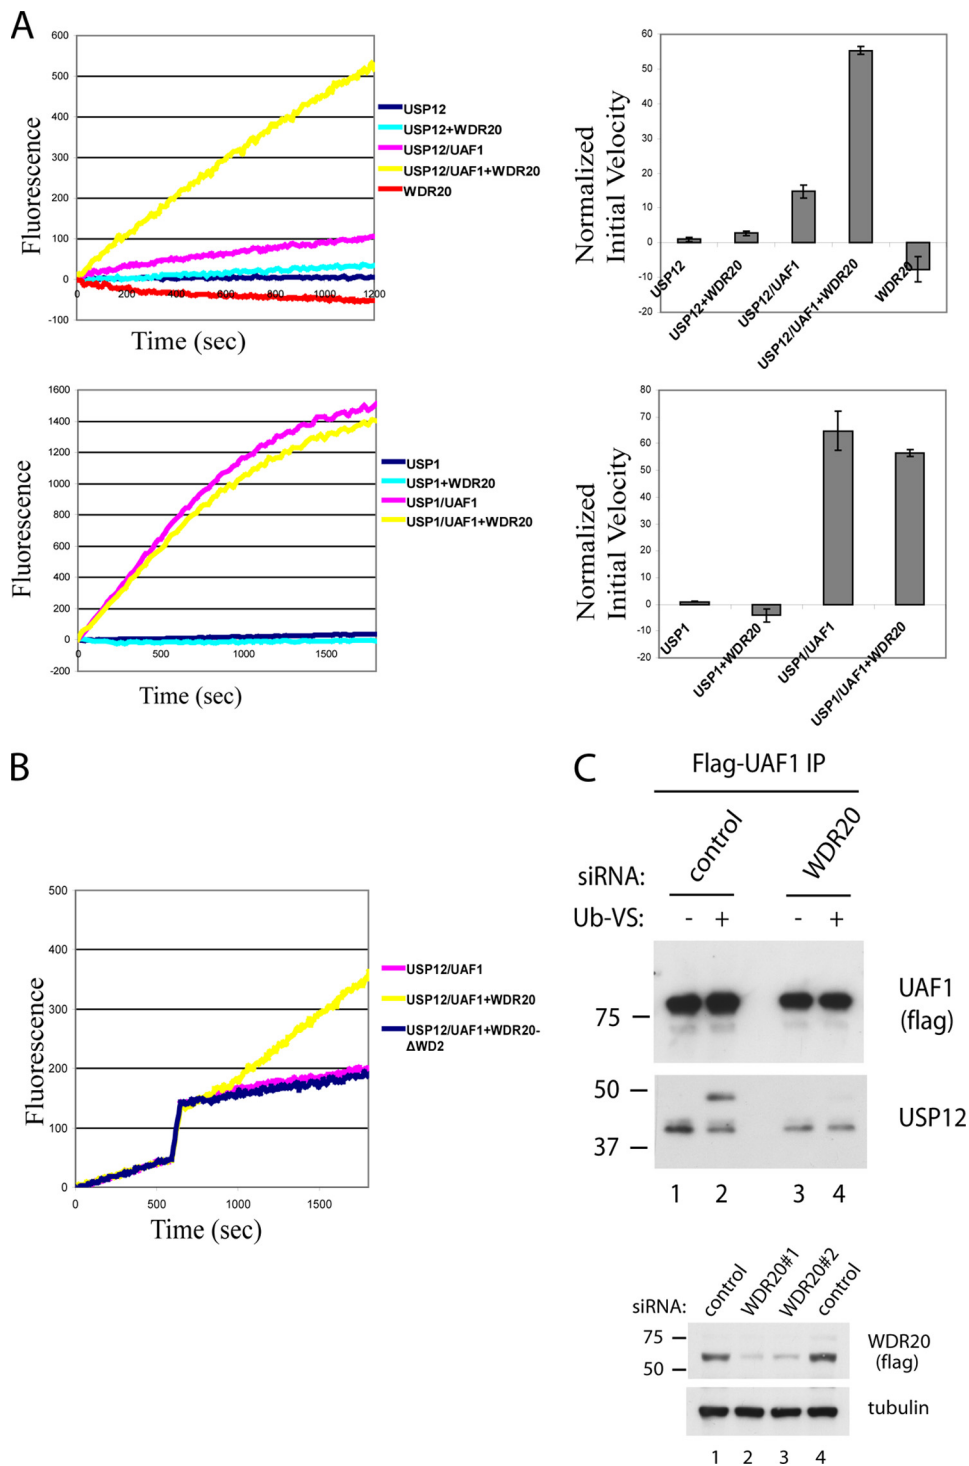 A
Fluorescence
600
500
400
300
200
100
0
-100
0
200
400
600
800
1000
1200
Time (sec)
USP12
USP12+WDR20
USP12/UAF1
USP12/UAF1+WDR20
WDR20
Normalized
Initial Velocity
60
50
40
30
20
10
0
-10
-20
USP12
USP12+WDR20
USP12/UAF1
USP12/UAF1+WDR20
WDR20
Fluorescence
1600
1400
1200
1000
800
600
400
200
0
-200
0
500
1000
1500
Time (sec)
USP1
USP1+WDR20
USP1/UAF1
USP1/UAF1+WDR20
Normalized
Initial Velocity
80
70
60
50
40
30
20
10
0
-10
-20
USP1
USP1+WDR20
USP1/UAF1
USP1/UAF1+WDR20
B
Fluorescence
500
400
300
200
100
0
0
500
1000
1500
Time (sec)
USP12/UAF1
USP12/UAF1+WDR20
USP12/UAF1+WDR20-
ΔWD2
C
Flag-UAF1 IP
siRNA: control WDR20
Ub-VS: - + - +
75
UAF1
(flag)
50
37
USP12
1 2 3 4
siRNA: control WDR20#1 WDR20#2 control
75
50
WDR20
(flag)
tubulin
1 2 3 4